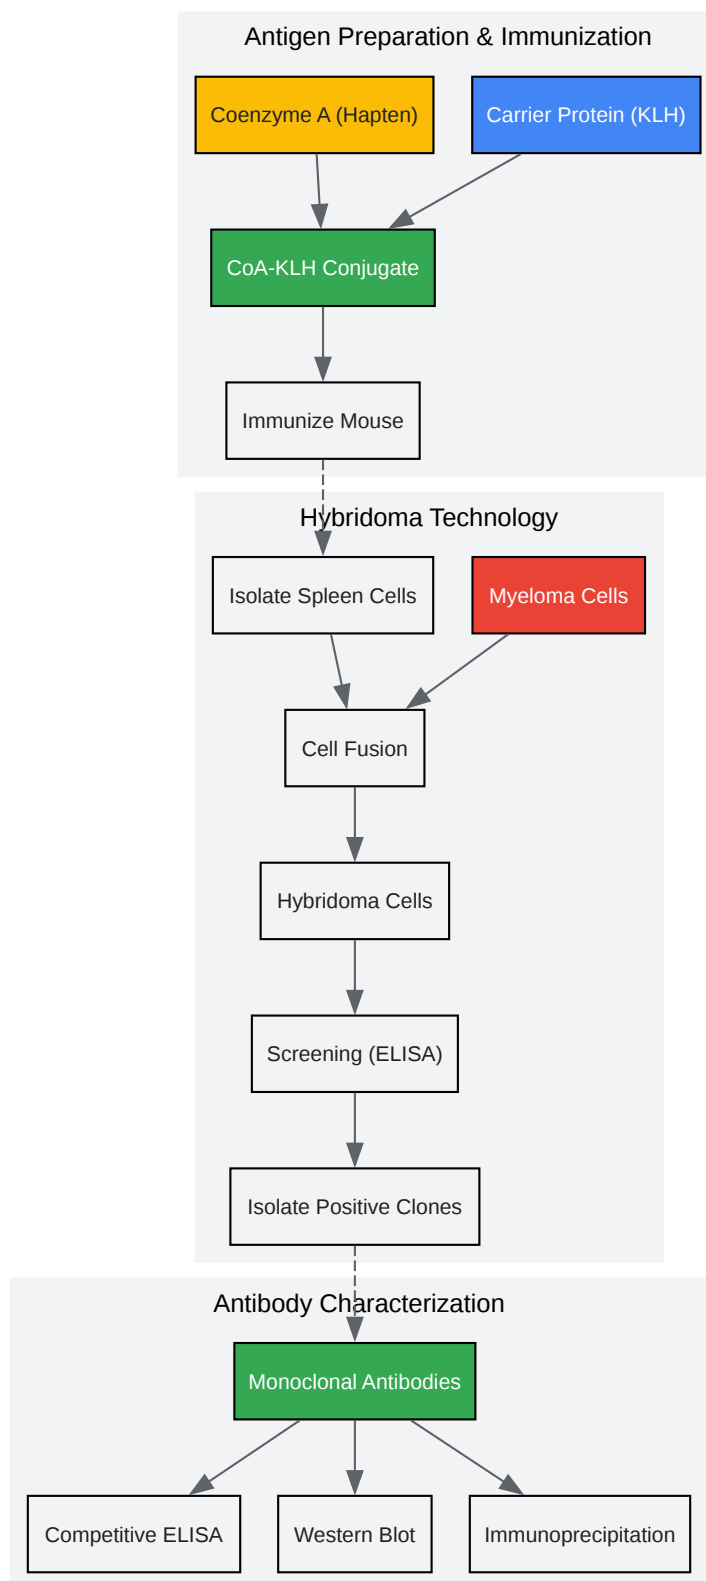 Antigen Preparation & Immunization
Coenzyme A (Hapten)
Carrier Protein (KLH)
CoA-KLH Conjugate
Immunize Mouse
Hybridoma Technology
Isolate Spleen Cells
Myeloma Cells
Cell Fusion
Hybridoma Cells
Screening (ELISA)
Isolate Positive Clones
Antibody Characterization
Monoclonal Antibodies
Competitive ELISA
Western Blot
Immunoprecipitation